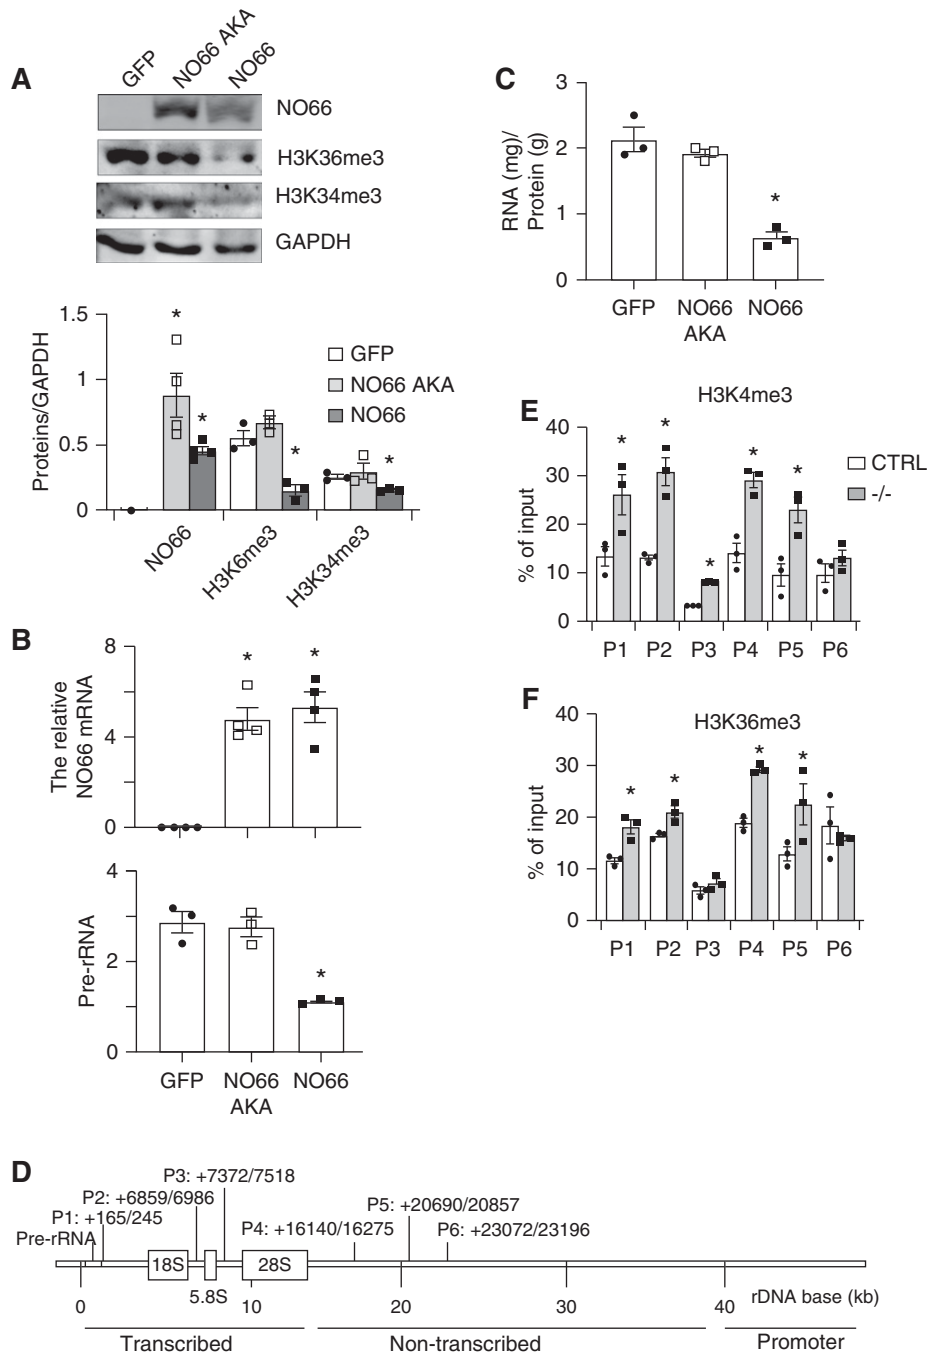 A
GFP
NO66 AKA
NO66
NO66
H3K36me3
H3K34me3
GAPDH
Proteins/GAPDH
1.5
1
0.5
0
*
*
*
*
GFP
NO66 AKA
NO66
NO66
H3K6me3
H3K34me3
B
The relative
NO66 mRNA
8
4
0
*
*
Pre-rRNA
4
2
0
*
GFP
NO66
AKA
NO66
C
RNA (mg)/
Protein (g)
3
2
1
0
*
GFP
NO66
AKA
NO66
E
H3K4me3
% of input
40
30
20
10
0
*
*
*
*
*
CTRL
-/-
P1
P2
P3
P4
P5
P6
F
H3K36me3
% of input
40
30
20
10
0
*
*
*
*
P1
P2
P3
P4
P5
P6
D
P3: +7372/7518
P2: +6859/6986
P1: +165/245
Pre-rRNA
P5: +20690/20857
P4: +16140/16275
P6: +23072/23196
18S
5.8S
28S
0
10
20
30
40
rDNA base (kb)
Transcribed
Non-transcribed
Promoter